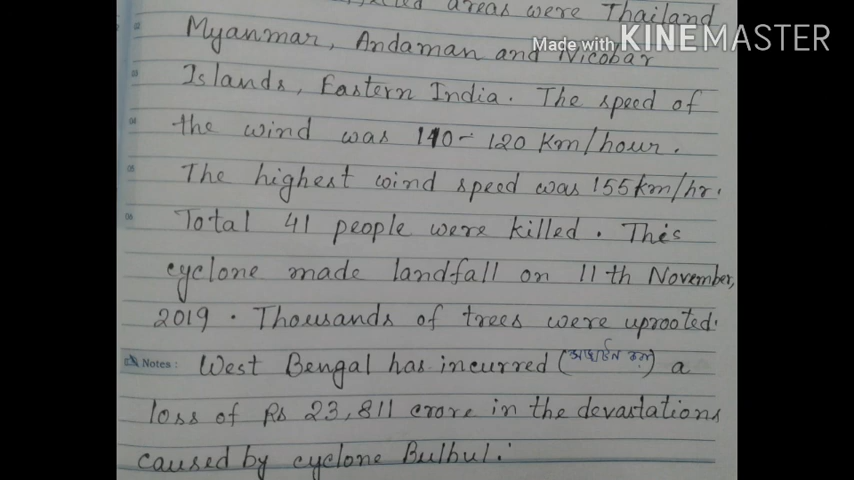 areas were Thailand
Made with KINEMASTER
Myanmar, Andaman and Nicobar
Islands, Eastern India. The speed of
the wind was 110-120 Km/hour.
The highest wind speed was 155km/hr.
Total 41 people were killed. This
cyclone made landfall on 11th November,
2019. Thousands of trees were uprooted.
Notes: West Bengal has incurred ( ) a
loss of Rs 23,811 crore in the devastations
caused by cyclone Bulbul.